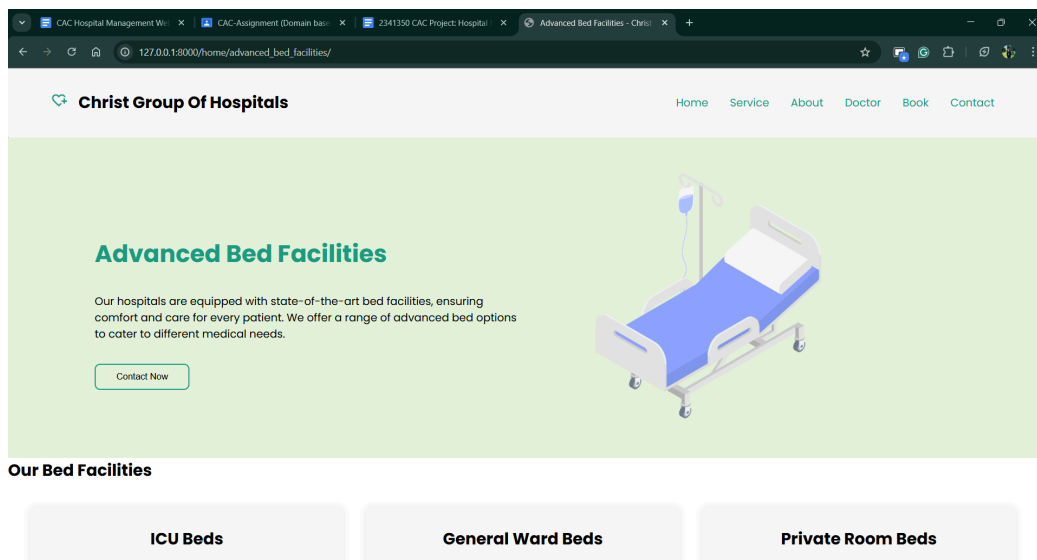 CAC Hospital Management We
CAC-Assignment (Domain base
2341350 CAC Project: Hospital
Advanced Bed Facilities - Christ
127.0.0.1:8000/home/advanced_bed_facilities/
Christ Group Of Hospitals
Home Service About Doctor Book Contact
Advanced Bed Facilities
Our hospitals are equipped with state-of-the-art bed facilities, ensuring
comfort and care for every patient. We offer a range of advanced bed options
to cater to different medical needs.
Contact Now
Our Bed Facilities
ICU Beds
General Ward Beds
Private Room Beds